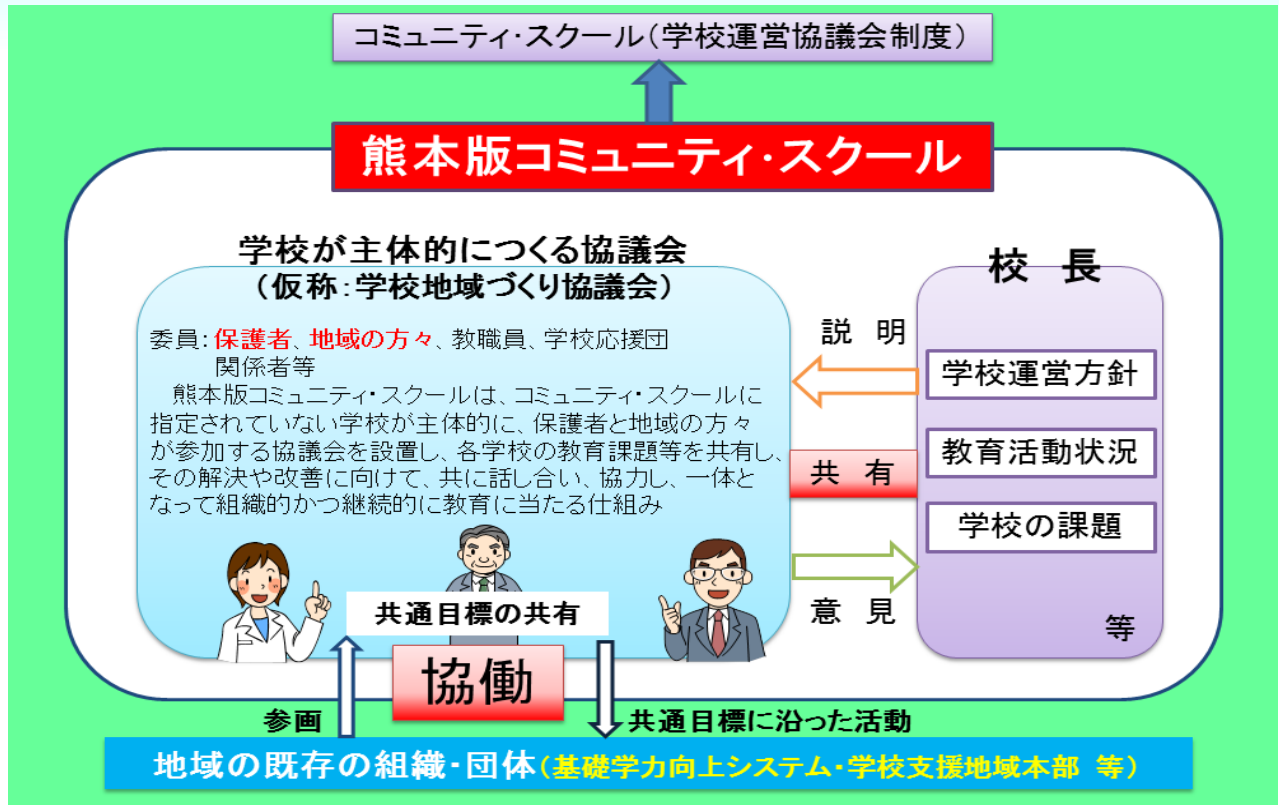 コミュニティ・スクール（学校運営協議会制度）
熊本版コミュニティ・スクール
学校が主体的につくる協議会
（仮称：学校地域づくり協議会）
委員：保護者、地域の方々、教職員、学校応援団
関係者等
熊本版コミュニティ・スクールは、コミュニティ・スクールに
指定されていない学校が主体的に、保護者と地域の方々
が参加する協議会を設置し、各学校の教育課題等を共有し、
その解決や改善に向けて、共に話し合い、協力し、一体と
なって組織的かつ継続的に教育に当たる仕組み
共通目標の共有
協働
説 明
共 有
意 見
校 長
学校運営方針
教育活動状況
学校の課題
等
参画
共通目標に沿った活動
地域の既存の組織・団体（基礎学力向上システム・学校支援地域本部 等）